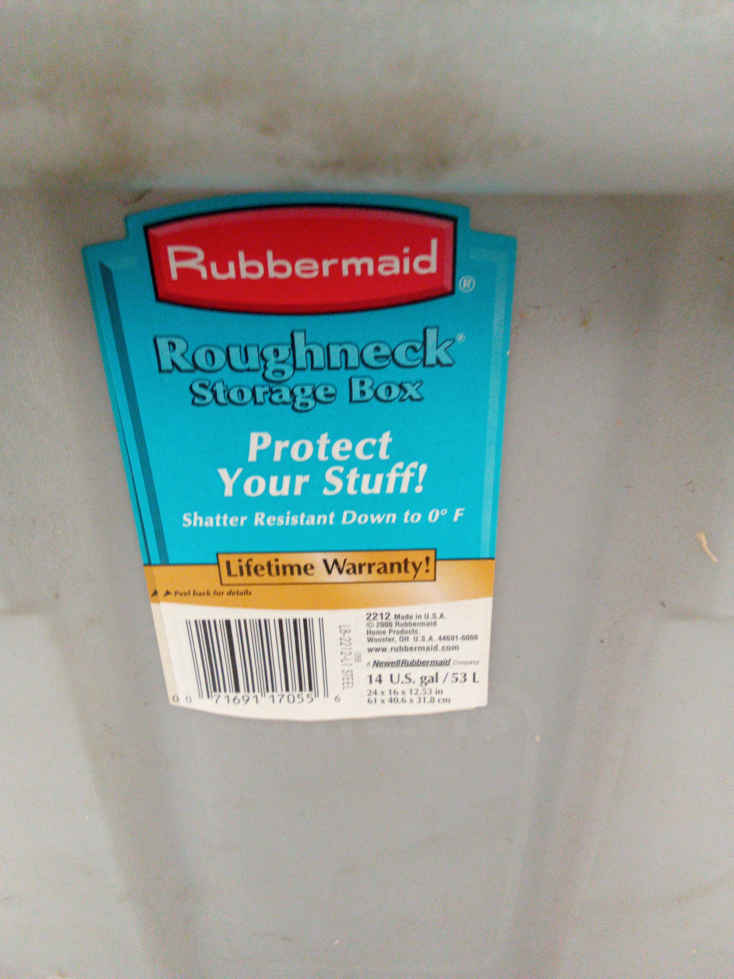 Rubbermaid®
Roughneck®
Storage Box
Protect
Your Stuff!
Shatter Resistant Down to 0° F
Lifetime Warranty!
Peel back for details
2212 Made in U.S.A.
© 2000 Rubbermaid
Home Products
Wooster, OH U.S.A. 44691-6000
www.rubbermaid.com
A NewellRubbermaid Company
14 U.S. gal / 53 L
24 x 16 x 12.53 in
61 x 40.6 x 31.8 cm
0 0 71691 17055 6